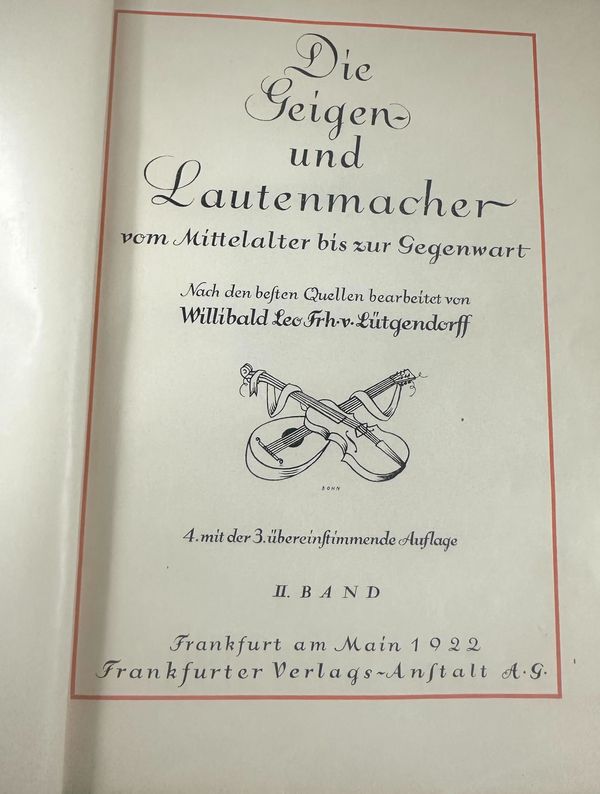 Die
Geigen-
und
Lautenmacher
vom Mittelalter bis zur Gegenwart
Nach den beſten Quellen bearbeitet von
Willibald Leo Frh.v.Lütgendorff
BOHN
4. mit der 3. übereinſtimmende Auflage
II. BAND
Frankfurt am Main 1922
Frankfurter Verlags-Anſtalt A.G.